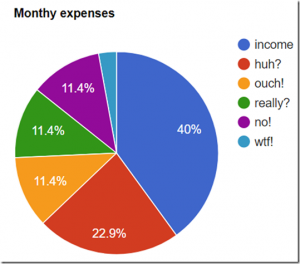 Monthy expenses
income
huh?
ouch!
really?
no!
wtf!
40%
22.9%
11.4%
11.4%
11.4%